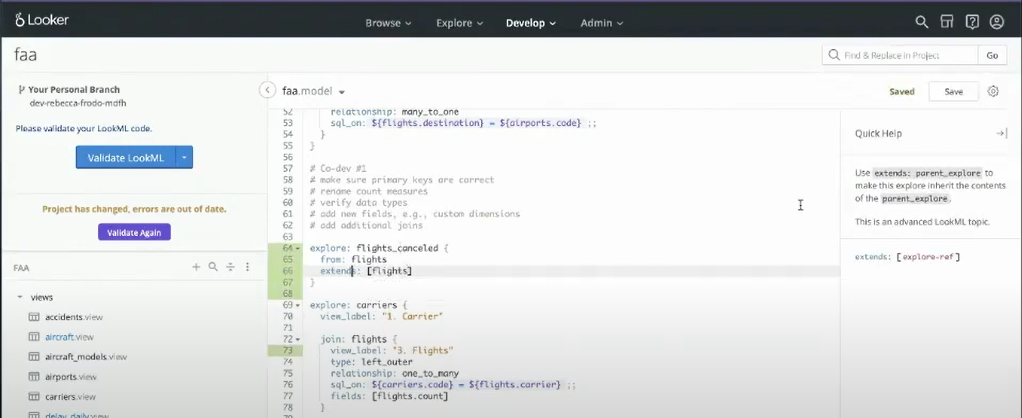 Looker
Browse
Explore
Develop
Admin
faa
Find & Replace in Project
Go
Your Personal Branch
dev-rebecca-frodo-mdfh
Please validate your LookML code.
Validate LookML
Project has changed, errors are out of date.
Validate Again
FAA
views
accidents.view
aircraft.view
aircraft_models.view
airports.view
carriers.view
delay_daily.view
faa.model
Saved
Save
52 relationship: many_to_one
53 sql_on: ${flights.destination} = ${airports.code} ;;
54 }
55 }
56
57 # Co-dev #1
58 # make sure primary keys are correct
59 # rename count measures
60 # verify data types
61 # add new fields, e.g., custom dimensions
62 # add additional joins
63
64 explore: flights_canceled {
65 from: flights
66 extends: [flights]
67 }
68
69 explore: carriers {
70 view_label: "1. Carrier"
71
72 join: flights {
73 view_label: "3. Flights"
74 type: left_outer
75 relationship: one_to_many
76 sql_on: ${carriers.code} = ${flights.carrier} ;;
77 fields: [flights.count]
78 }
Quick Help
Use extends: parent_explore to
make this explore inherit the contents
of the parent_explore.
This is an advanced LookML topic.
extends: [explore-ref]